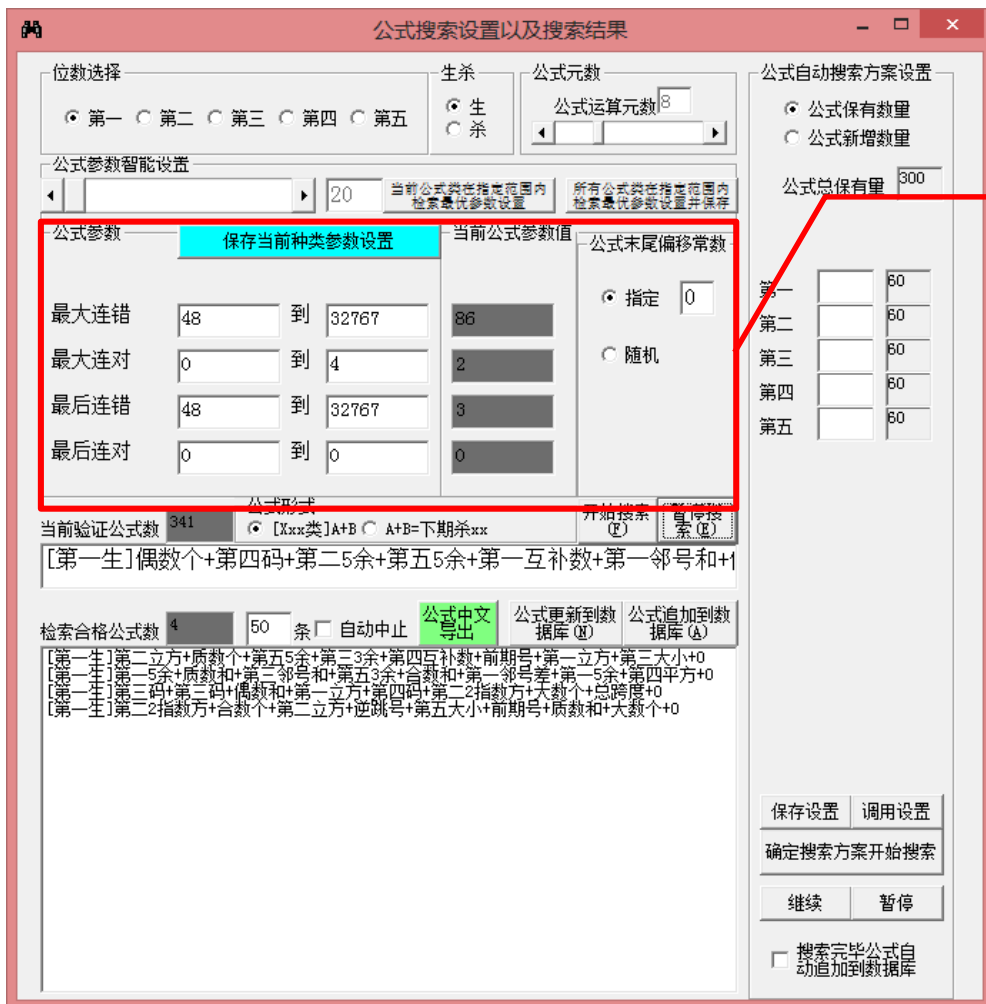 公式搜索设置以及搜索结果
位数选择
第一 第二 第三 第四 第五
生杀
生
杀
公式元数
公式运算元数 8
公式参数智能设置
20
当前公式类在指定范围内
检索最优参数设置
所有公式类在指定范围内
检索最优参数设置并保存
公式参数
保存当前种类参数设置
当前公式参数值
公式末尾偏移常数
最大连错 48 到 32767 86
最大连对 0 到 4 2
最后连错 48 到 32767 3
最后连对 0 到 0 0
指定 0
随机
当前验证公式数 341
公式形式
[Xxx类]A+B A+B=下期杀xx
开始搜索
(F)
暂停搜
索(E)
[第一生]偶数个+第四码+第二5余+第五5余+第一互补数+第一邻号和+
检索合格公式数 4
50 条 自动中止
公式中文
导出
公式更新到数
据库(N)
公式追加到数
据库(A)
[第一生]第二立方+质数个+第五5余+第三3余+第四互补数+前期号+第一立方+第三大小+0
[第一生]第一5余+质数和+第三邻号和+第五3余+合数和+第一邻号差+第一5余+第四平方+0
[第一生]第三码+第三码+偶数和+第一立方+第四码+第二2指数方+大数个+总跨度+0
[第一生]第二2指数方+合数个+第二立方+逆跳号+第五大小+前期号+质数和+大数个+0
公式自动搜索方案设置
公式保有数量
公式新增数量
公式总保有量 300
第一 60
第二 60
第三 60
第四 60
第五 60
保存设置 调用设置
确定搜索方案开始搜索
继续 暂停
搜索完毕公式自
动追加到数据库